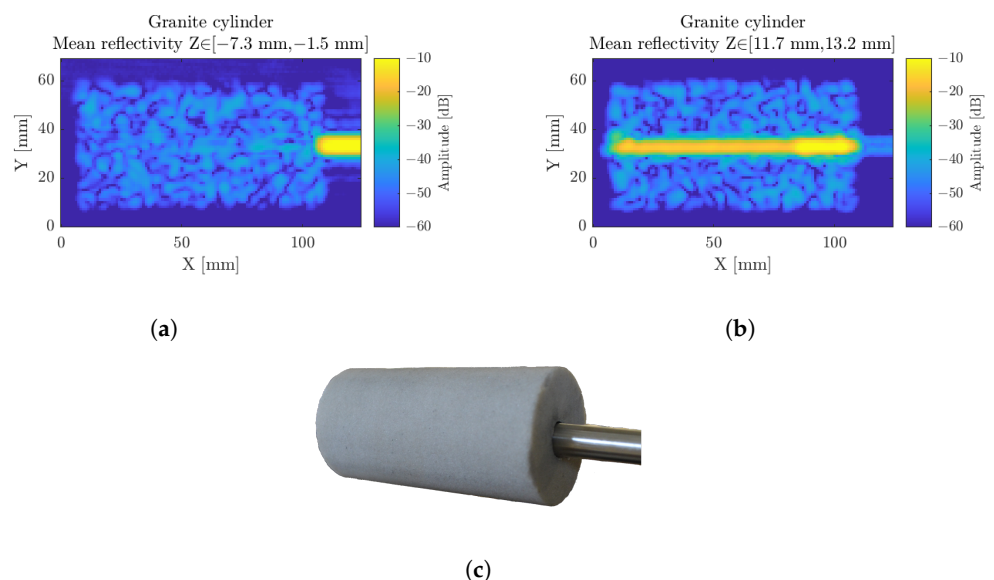 Granite cylinder
Mean reflectivity Z∈[−7.3 mm,−1.5 mm]
60
40
20
0
Y [mm]
0
50
100
X [mm]
−10
−20
−30
−40
−50
−60
Amplitude [dB]
(a)
Granite cylinder
Mean reflectivity Z∈[11.7 mm,13.2 mm]
60
40
20
0
Y [mm]
0
50
100
X [mm]
−10
−20
−30
−40
−50
−60
Amplitude [dB]
(b)
(c)